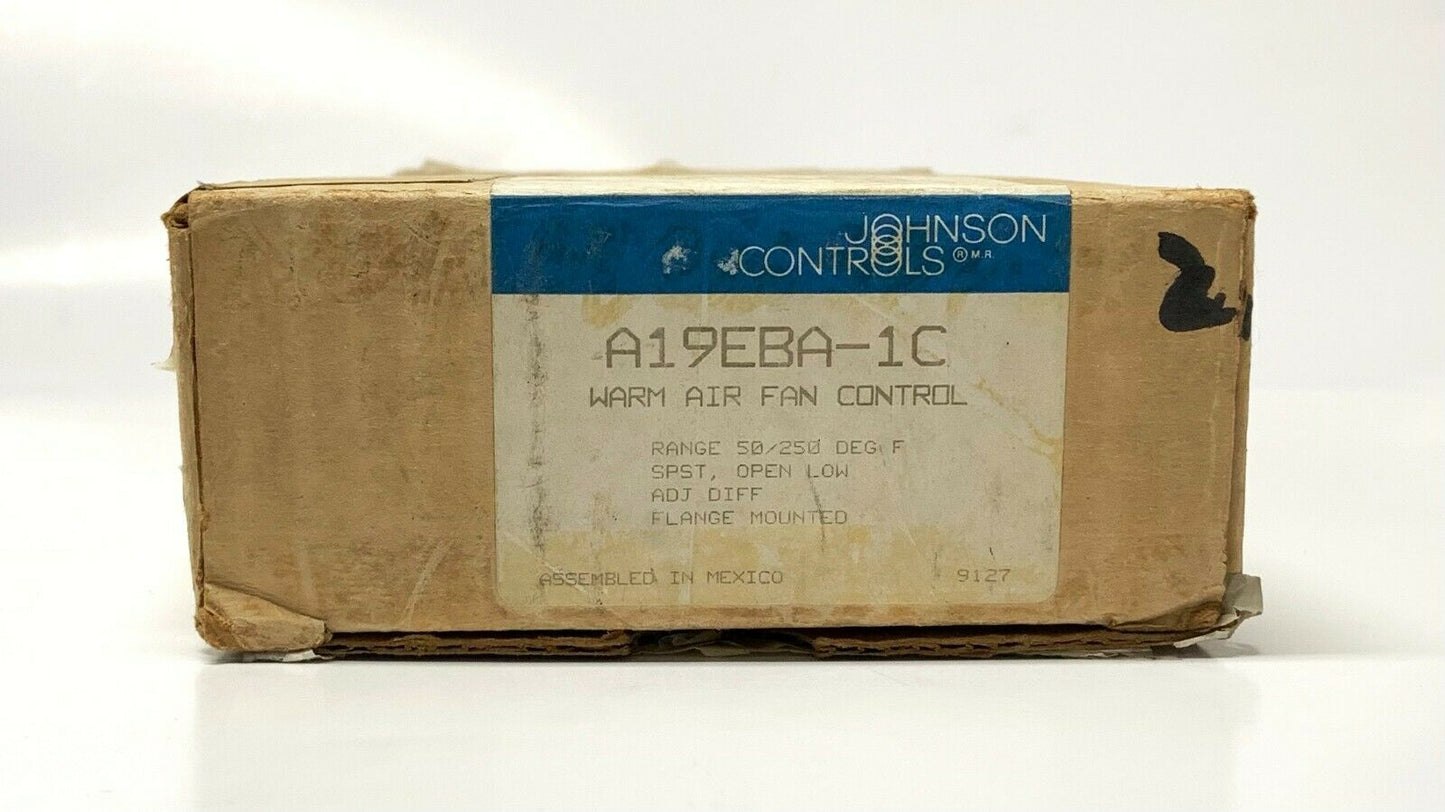 JOHNSON
CONTROLS ® M.R.
A19EBA-1C
WARM AIR FAN CONTROL
RANGE 50/250 DEG F
SPST, OPEN LOW
ADJ DIFF
FLANGE MOUNTED
ASSEMBLED IN MEXICO 9127